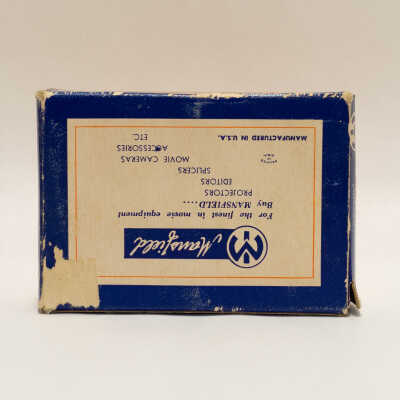 Mansfield
For the finest in movie equipment
Buy MANSFIELD....
PROJECTORS
EDITORS
SPLICERS
MOVIE CAMERAS
ACCESSORIES
ETC.
MANUFACTURED IN U.S.A.